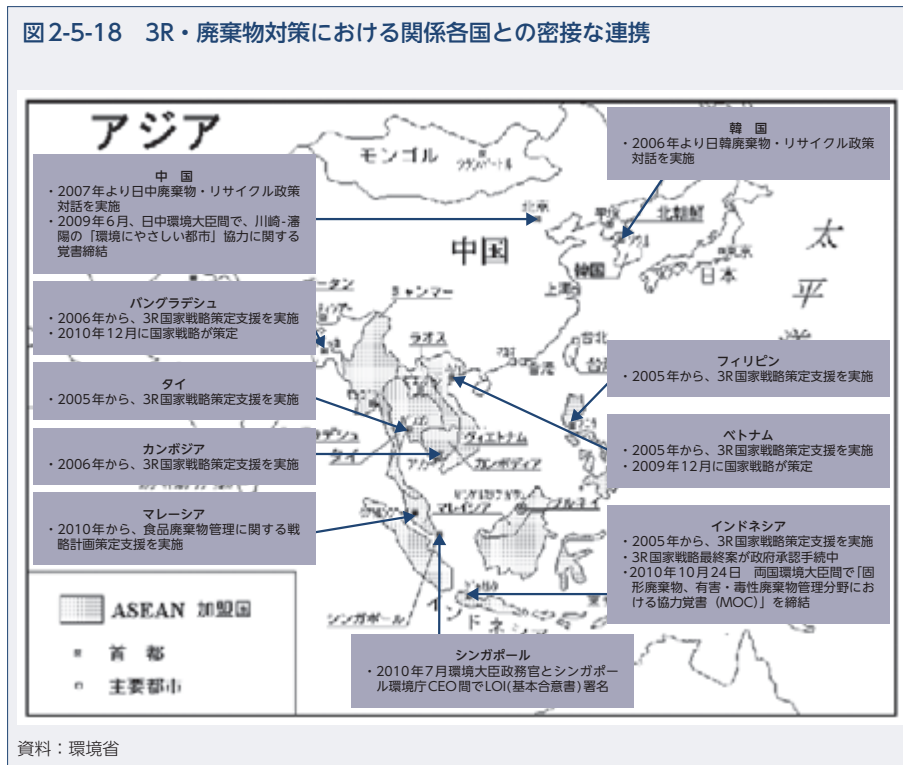 図2-5-18　3R・廃棄物対策における関係各国との密接な連携
アジア
モンゴル
中　国
・2007年より日中廃棄物・リサイクル政策
対話を実施
・2009年6月、日中環境大臣間で、川崎-瀋
陽の「環境にやさしい都市」協力に関する
覚書締結
韓　国
・2006年より日韓廃棄物・リサイクル政策
対話を実施
北京
北朝鮮
中国
韓国
東京
日本
上海
太
平
バングラデシュ
・2006年から、3R国家戦略策定支援を実施
・2010年12月に国家戦略が策定
ミャンマー
ラオス
台北
香港
タイ
・2005年から、3R国家戦略策定支援を実施
フィリピン
・2005年から、3R国家戦略策定支援を実施
カンボジア
・2006年から、3R国家戦略策定支援を実施
ヴィエトナム
タイ
カンボディア
ベトナム
・2005年から、3R国家戦略策定支援を実施
・2009年12月に国家戦略が策定
マレーシア
・2010年から、食品廃棄物管理に関する戦
略計画策定支援を実施
マレイシア
ブルネイ
インドネシア
・2005年から、3R国家戦略策定支援を実施
・3R国家戦略最終案が政府承認手続中
・2010年10月24日　両国環境大臣間で「固
形廃棄物、有害・毒性廃棄物管理分野にお
ける協力覚書（MOC）」を締結
シンガポール
インドネシア
ASEAN 加盟国
首　都
主要都市
シンガポール
・2010年7月環境大臣政務官とシンガポー
ル環境庁CEO間でLOI(基本合意書)署名
資料：環境省